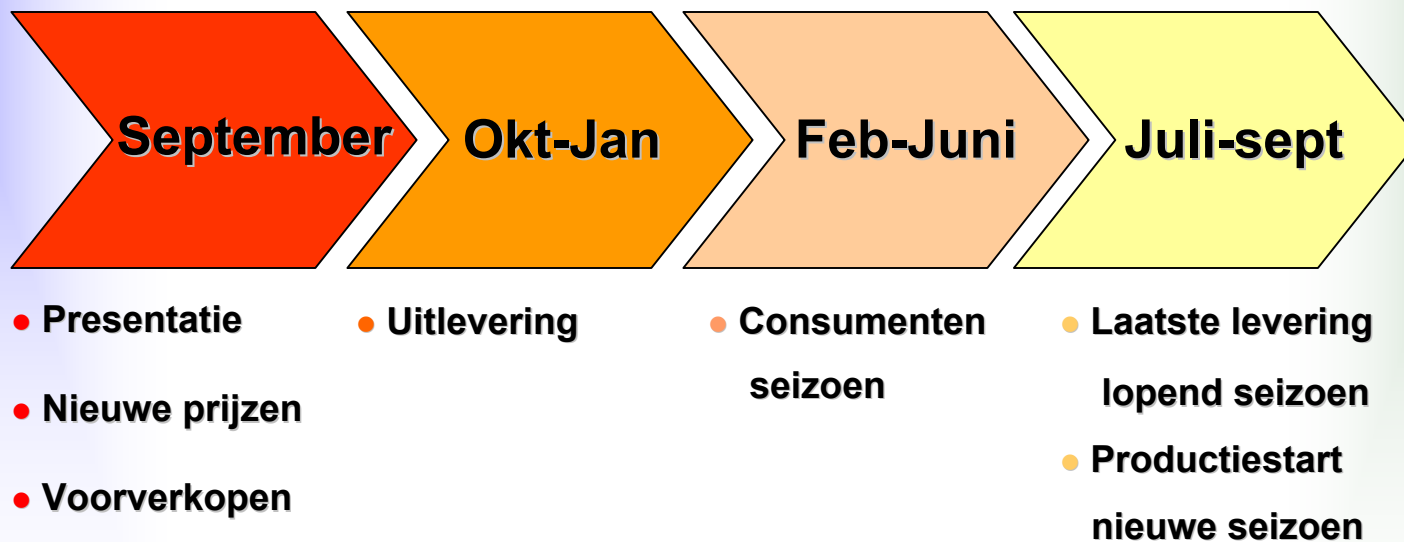 September
Okt-Jan
Feb-Juni
Juli-sept
• Presentatie
• Nieuwe prijzen
• Voorverkopen
• Uitlevering
• Consumenten
seizoen
• Laatste levering
lopend seizoen
• Productiestart
nieuwe seizoen